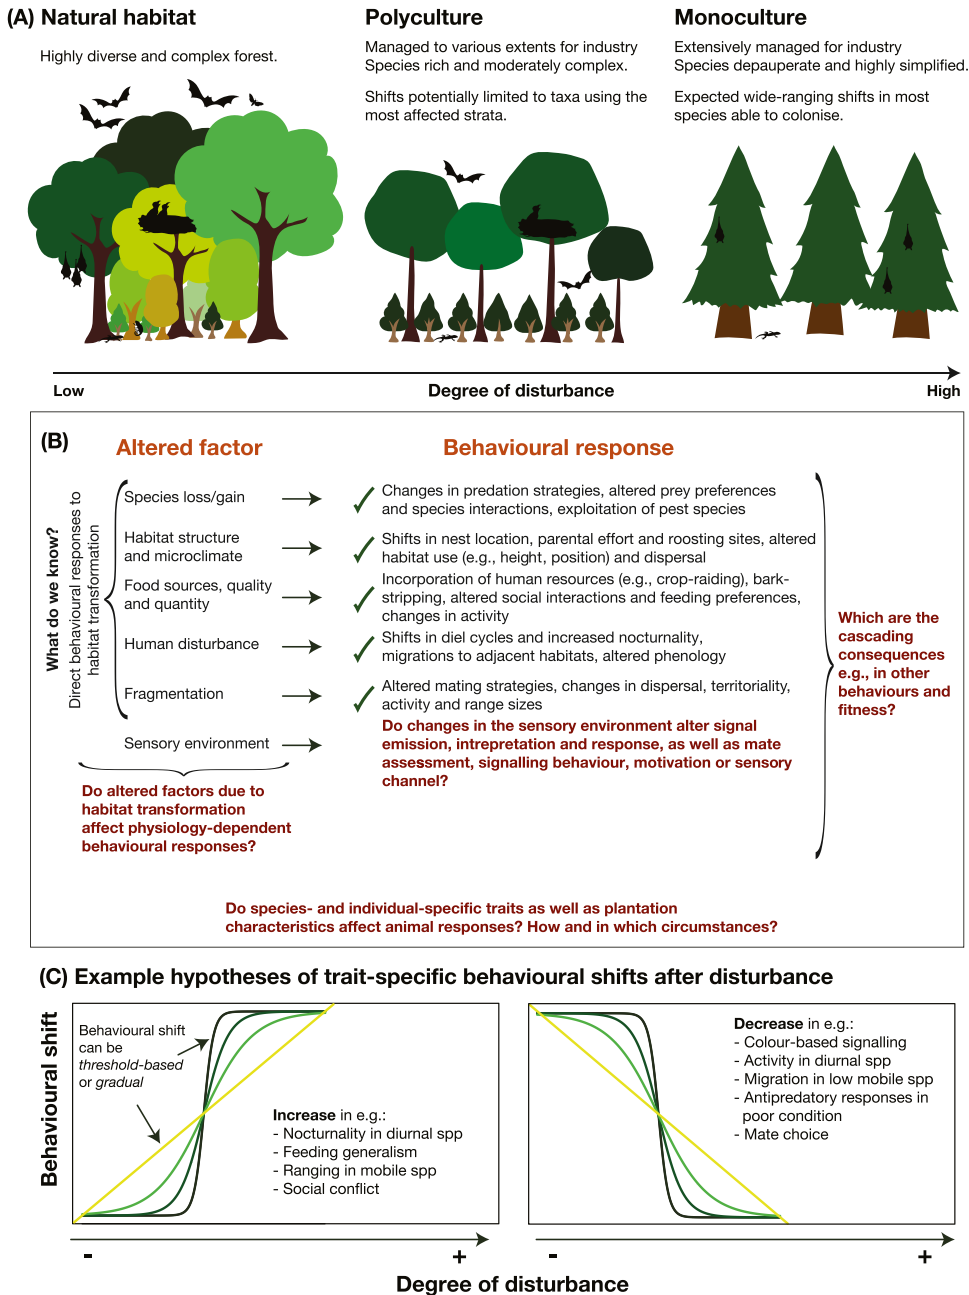 (A) Natural habitat
Highly diverse and complex forest.
Polyculture
Managed to various extents for industry
Species rich and moderately complex.
Shifts potentially limited to taxa using the
most affected strata.
Monoculture
Extensively managed for industry
Species depauperate and highly simplified.
Expected wide-ranging shifts in most
species able to colonise.
Low
Degree of disturbance
High
(B)
Altered factor
Behavioural response
What do we know?
Direct behavioural responses to
habitat transformation
Species loss/gain
Changes in predation strategies, altered prey preferences
and species interactions, exploitation of pest species
Habitat structure
and microclimate
Shifts in nest location, parental effort and roosting sites, altered
habitat use (e.g., height, position) and dispersal
Food sources, quality
and quantity
Incorporation of human resources (e.g., crop-raiding), bark-
stripping, altered social interactions and feeding preferences,
changes in activity
Human disturbance
Shifts in diel cycles and increased nocturnality,
migrations to adjacent habitats, altered phenology
Fragmentation
Altered mating strategies, changes in dispersal, territoriality,
activity and range sizes
Sensory environment
Do changes in the sensory environment alter signal
emission, intrepretation and response, as well as mate
assessment, signalling behaviour, motivation or sensory
channel?
Which are the
cascading
consequences
e.g., in other
behaviours and
fitness?
Do altered factors due to
habitat transformation
affect physiology-dependent
behavioural responses?
Do species- and individual-specific traits as well as plantation
characteristics affect animal responses? How and in which circumstances?
(C) Example hypotheses of trait-specific behavioural shifts after disturbance
Behavioural shift
Behavioural shift
can be
threshold-based
or gradual
Increase in e.g.:
- Nocturnality in diurnal spp
- Feeding generalism
- Ranging in mobile spp
- Social conflict
Decrease in e.g.:
- Colour-based signalling
- Activity in diurnal spp
- Migration in low mobile spp
- Antipredatory responses in
poor condition
- Mate choice
- +
- +
Degree of disturbance